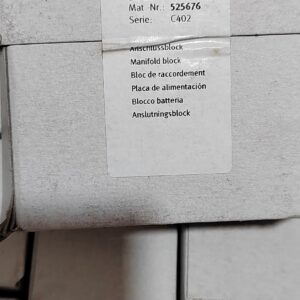 Mat Nr.: 525676
Serie: C402
Anschlussblock
Manifold block
Bloc de raccordement
Placa de alimentación
Blocco batteria
Anslutningsblock